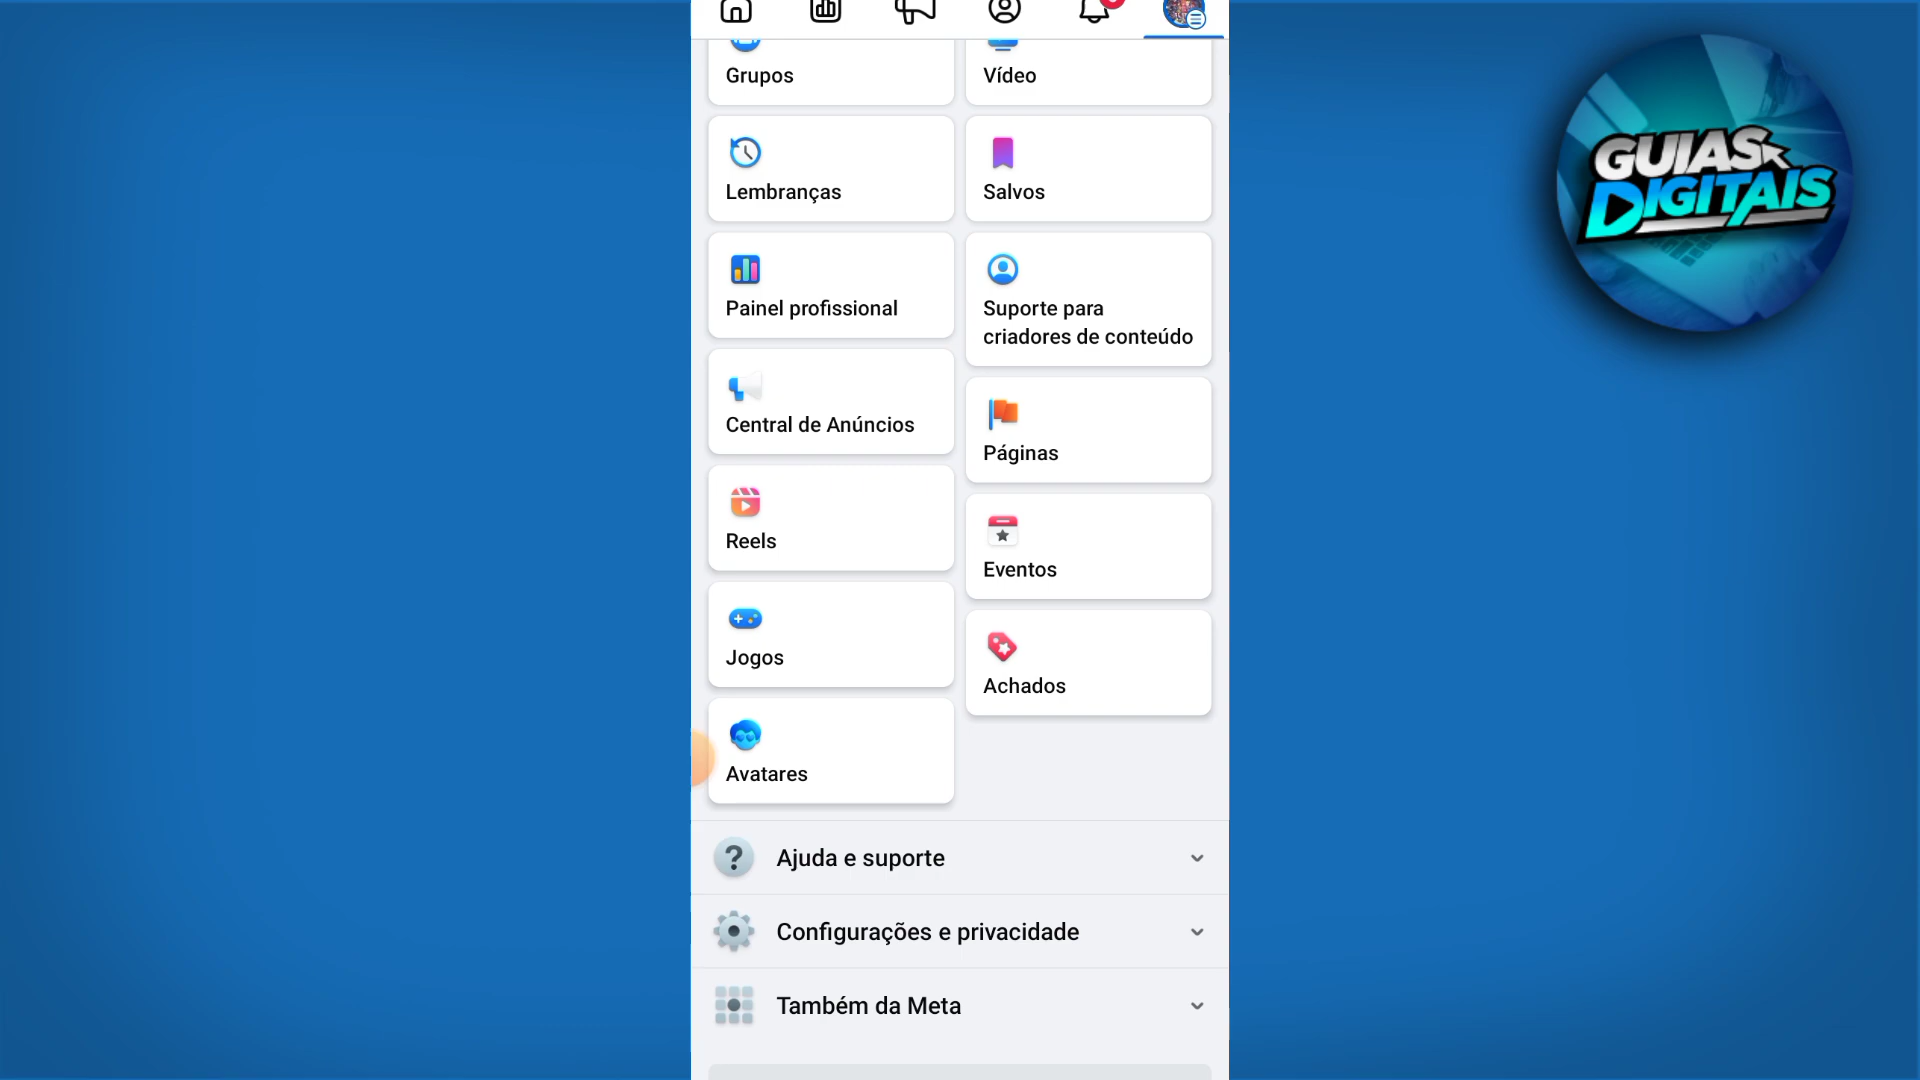 Grupos
Vídeo
Lembranças
Salvos
Painel profissional
Suporte para
criadores de conteúdo
Central de Anúncios
Páginas
Reels
Eventos
Jogos
Achados
Avatares
Ajuda e suporte
Configurações e privacidade
Também da Meta
GUIAS
DIGITAIS